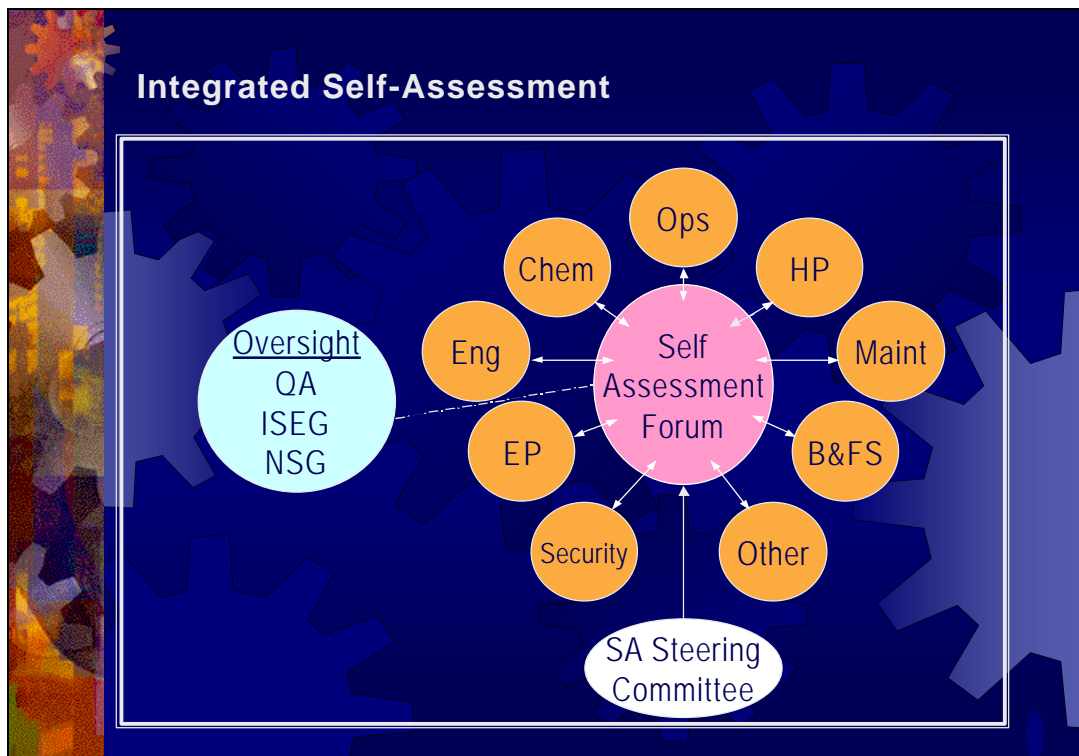 Integrated Self-Assessment
Ops
Chem
HP
Oversight
QA
ISEG
NSG
Eng
Self
Assessment
Forum
Maint
EP
B&FS
Security
Other
SA Steering
Committee